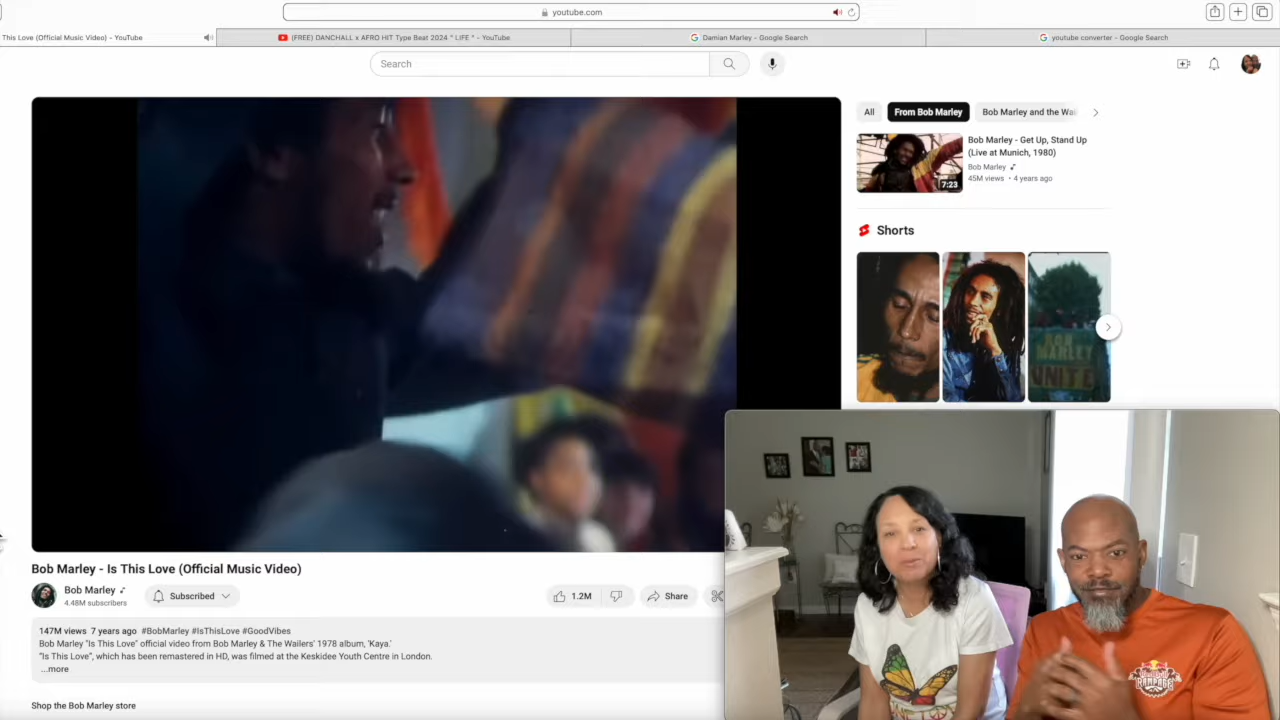 youtube.com
This Love (Official Music Video) - YouTube
(FREE) DANCHALL x AFRO HIT Type Beat 2024 " LIFE " - YouTube
Damian Marley - Google Search
youtube converter - Google Search
Search
All
From Bob Marley
Bob Marley and the Wai
Bob Marley - Get Up, Stand Up
(Live at Munich, 1980)
Bob Marley
45M views • 4 years ago
7:23
Shorts
BOB
MARLEY
UNITE
Bob Marley - Is This Love (Official Music Video)
Bob Marley
4.48M subscribers
Subscribed
1.2M
Share
147M views 7 years ago #BobMarley #IsThisLove #GoodVibes
Bob Marley "Is This Love" official video from Bob Marley & The Wailers' 1978 album, 'Kaya.'
"Is This Love", which has been remastered in HD, was filmed at the Keskidee Youth Centre in London.
...more
Shop the Bob Marley store
RAMPAGE